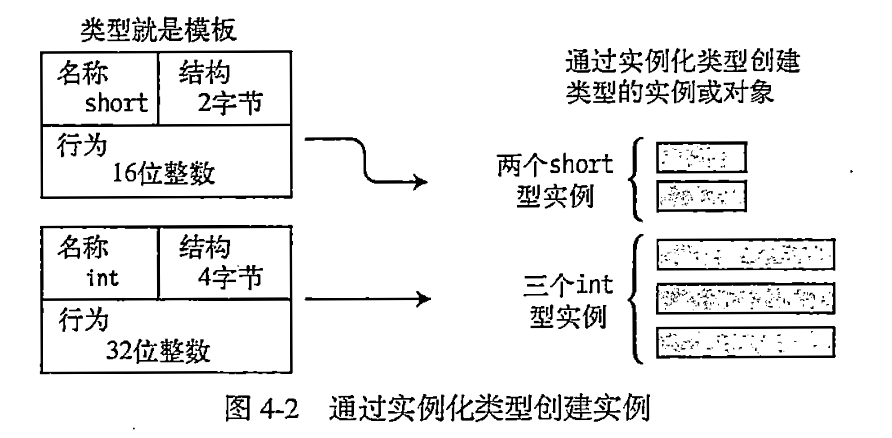 类型就是模板
名称
short
结构
2字节
行为
16位整数
名称
int
结构
4字节
行为
32位整数
通过实例化类型创建
类型的实例或对象
两个short
型实例
三个int
型实例
图 4-2 通过实例化类型创建实例